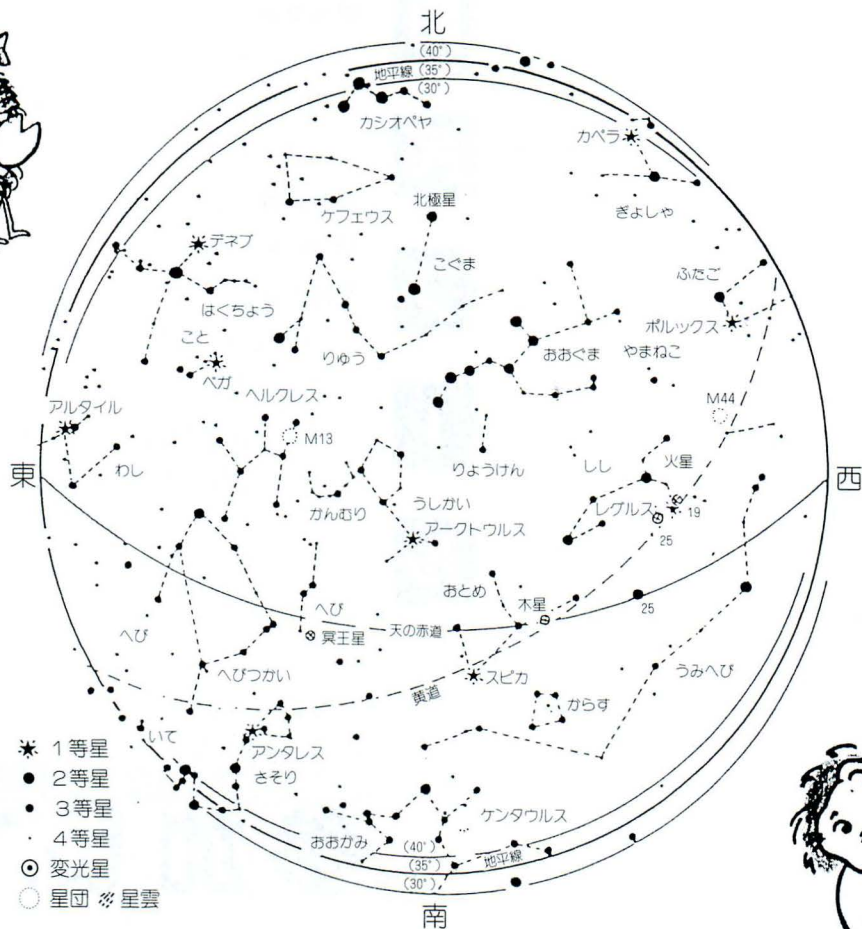 北
(40°)
地平線 (35°)
(30°)
カシオペヤ
カペラ
ぎょしゃ
ケフェウス
北極星
デネブ
こぐま
ふたご
はくちょう
こと
ポルックス
りゅう
おおぐま
やまねこ
ベガ
ヘルクレス
M44
アルタイル
M13
わし
りょうけん
しし
火星
東
西
かんむり
うしかい
レグルス
19
アークトウルス
25
おとめ
へび
木星
25
へび
冥王星
天の赤道
へびつかい
スピカ
うみへび
黄道
からす
いて
アンタレス
さそり
ケンタウルス
おおかみ
(40°)
(35°)
(30°)
地平線
南
1等星
2等星
3等星
4等星
変光星
星団 星雲